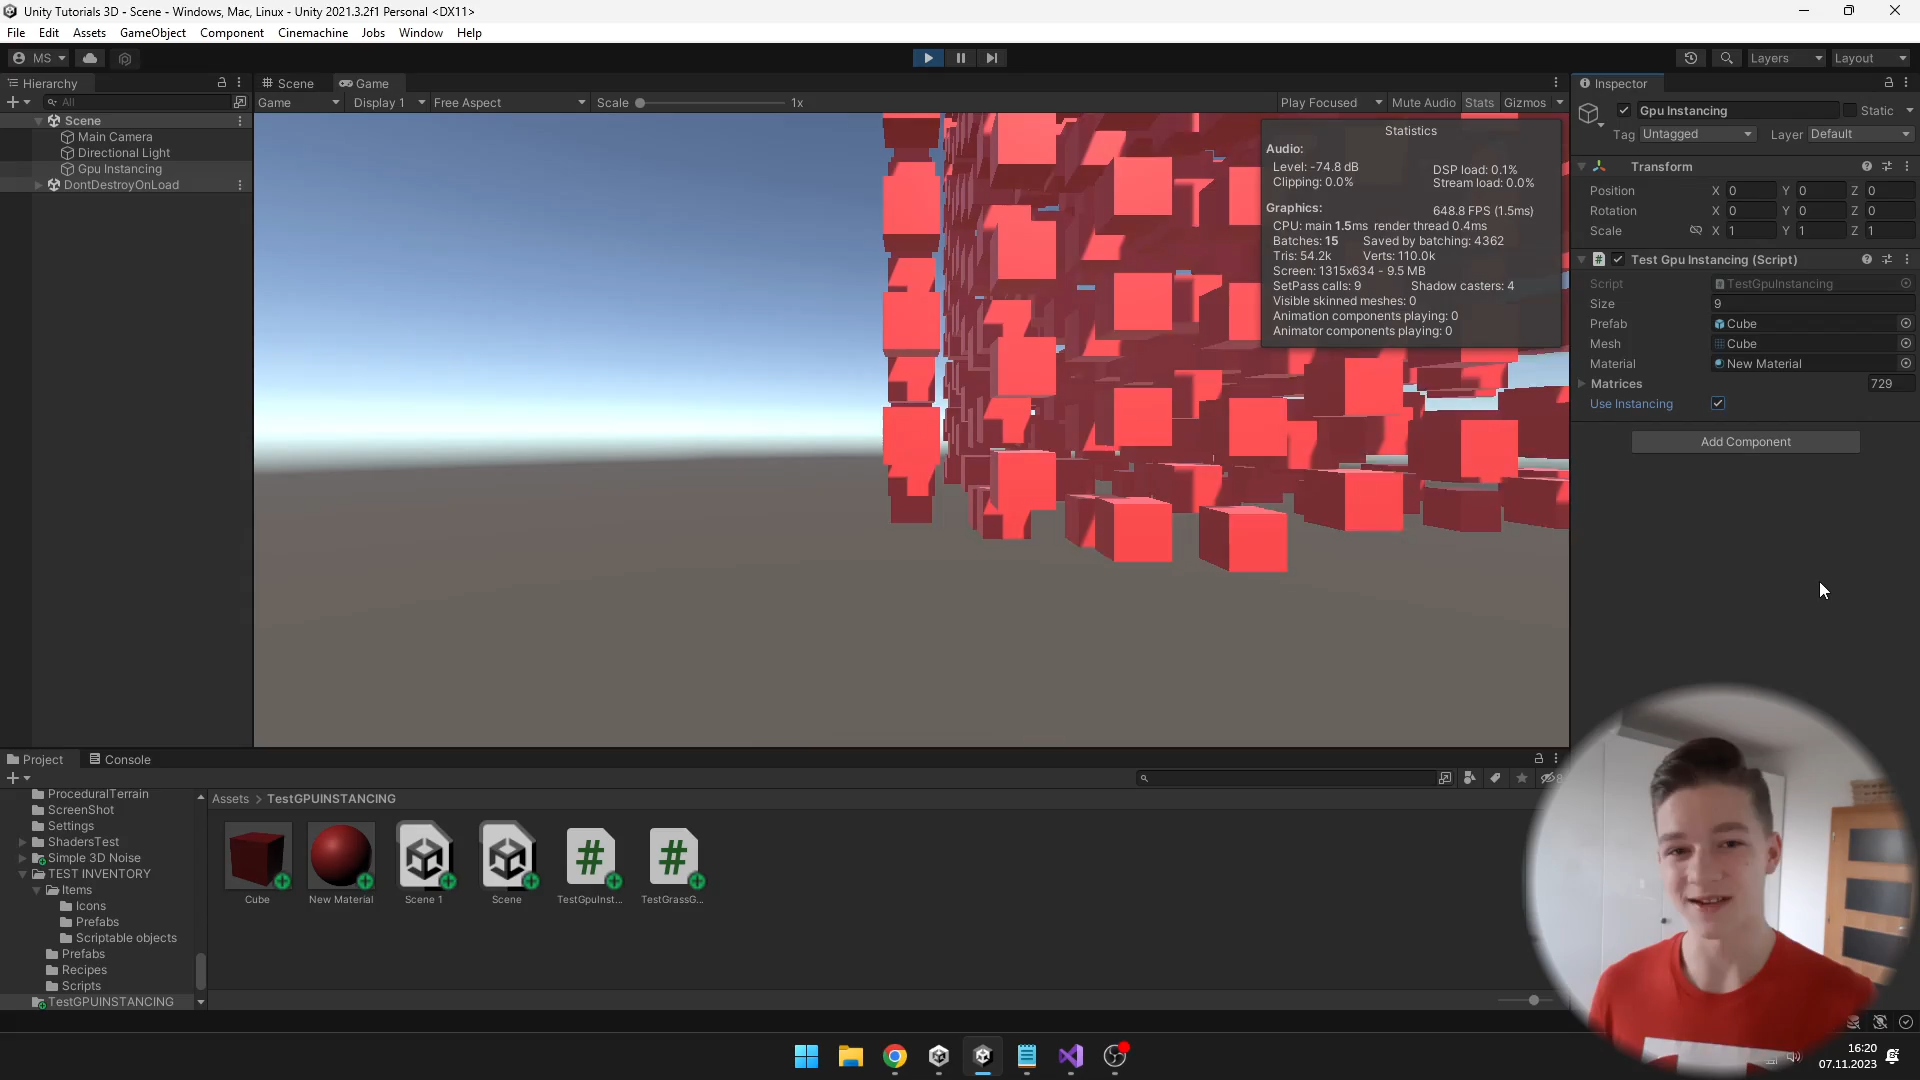 Unity Tutorials 3D - Scene - Windows, Mac, Linux - Unity 2021.3.2f1 Personal <DX11>
File Edit Assets GameObject Component Cinemachine Jobs Window Help
MS Layers Layout
Hierarchy Scene Game Inspector
All Game Display 1 Free Aspect Scale 1x Play Focused Mute Audio Stats Gizmos
Gpu Instancing Static
Tag Untagged Layer Default
Scene
Main Camera
Directional Light
Gpu Instancing
DontDestroyOnLoad
Statistics
Audio:
Level: -74.8 dB DSP load: 0.1%
Clipping: 0.0% Stream load: 0.0%
Graphics: 648.8 FPS (1.5ms)
CPU: main 1.5ms render thread 0.4ms
Batches: 15 Saved by batching: 4362
Tris: 54.2k Verts: 110.0k
Screen: 1315x634 - 9.5 MB
SetPass calls: 9 Shadow casters: 4
Visible skinned meshes: 0
Animation components playing: 0
Animator components playing: 0
Transform
Position X 0 Y 0 Z 0
Rotation X 0 Y 0 Z 0
Scale X 1 Y 1 Z 1
# Test Gpu Instancing (Script)
Script TestGpuInstancing
Size 9
Prefab Cube
Mesh Cube
Material New Material
Matrices 729
Use Instancing
Add Component
Project Console
ProceduralTerrain
ScreenShot
Settings
ShadersTest
Simple 3D Noise
TEST INVENTORY
Items
Icons
Prefabs
Scriptable objects
Prefabs
Recipes
Scripts
TestGPUINSTANCING
Assets > TestGPUINSTANCING
Cube
New Material
Scene 1
Scene
# TestGpuInst...
# TestGrassG...
16:20
07.11.2023